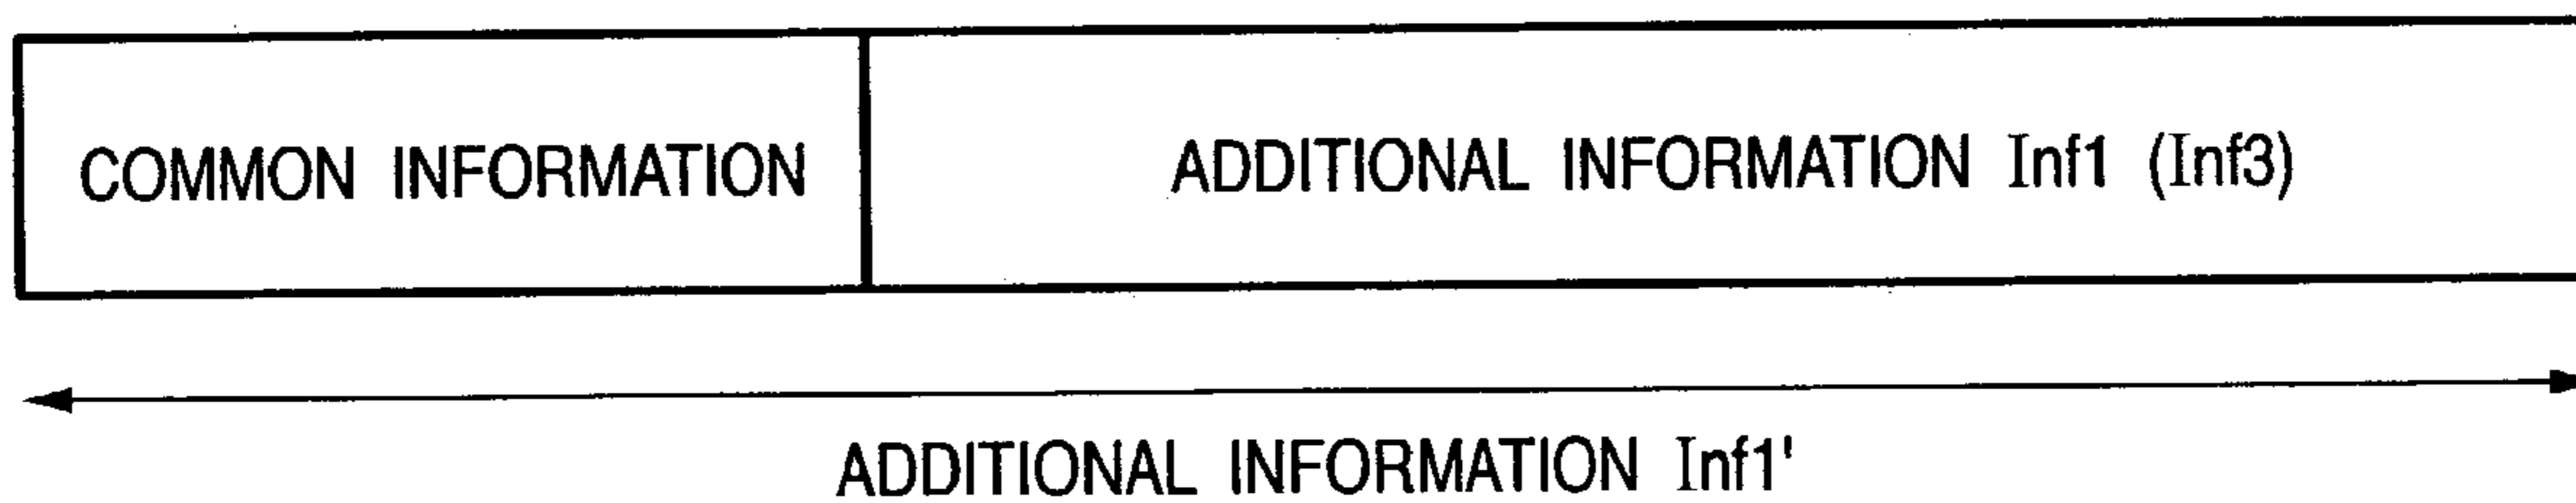 COMMON INFORMATION
ADDITIONAL INFORMATION Inf1 (Inf3)
ADDITIONAL INFORMATION Inf1'